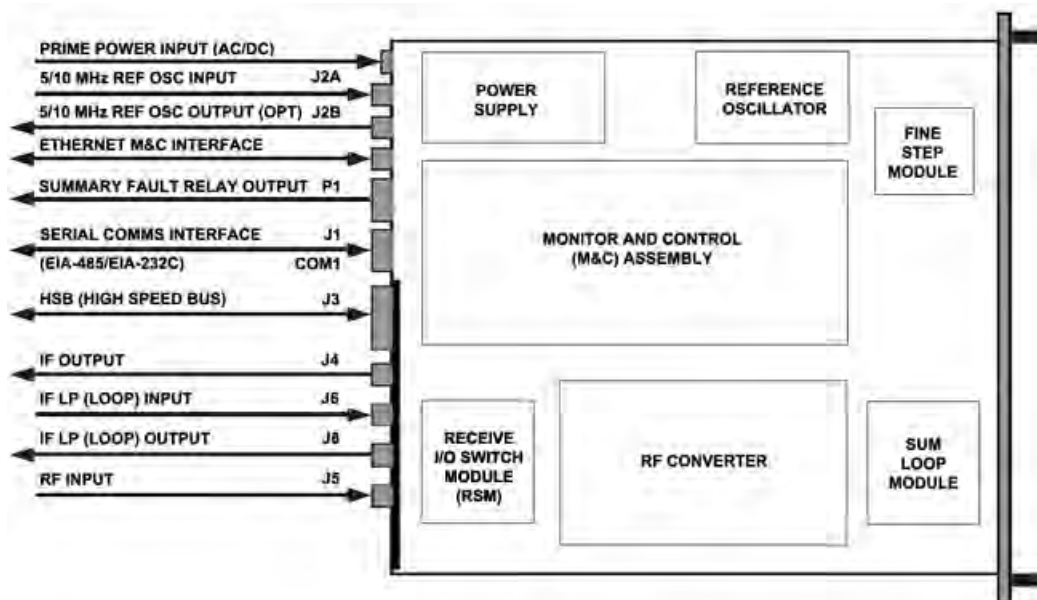 PRIME POWER INPUT (AC/DC)
5/10 MHz REF OSC INPUT J2A
5/10 MHz REF OSC OUTPUT (OPT) J2B
ETHERNET M&C INTERFACE
SUMMARY FAULT RELAY OUTPUT P1
SERIAL COMMS INTERFACE J1
(EIA-485/EIA-232C) COM1
HSB (HIGH SPEED BUS) J3
IF OUTPUT J4
IF LP (LOOP) INPUT J6
IF LP (LOOP) OUTPUT J8
RF INPUT J5
POWER
SUPPLY
REFERENCE
OSCILLATOR
FINE
STEP
MODULE
MONITOR AND CONTROL
(M&C) ASSEMBLY
RECEIVE
I/O SWITCH
MODULE
(RSM)
RF CONVERTER
SUM
LOOP
MODULE